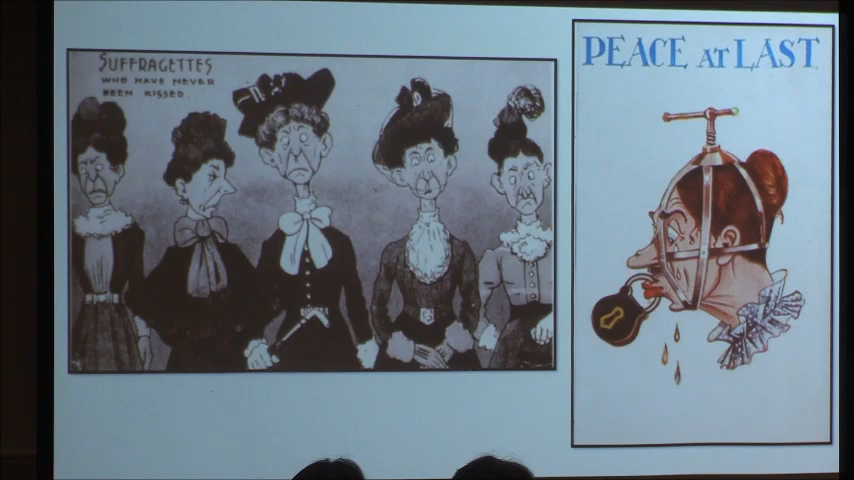 SUFFRAGETTES
WHO HAVE NEVER
BEEN KISSED.
PEACE AT LAST.